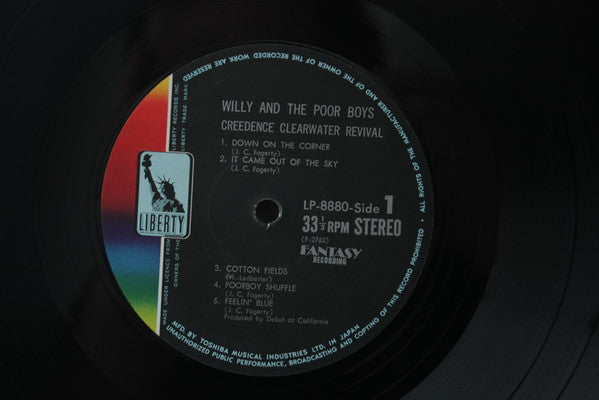 WILLY AND THE POOR BOYS
CREEDENCE CLEARWATER REVIVAL
1. DOWN ON THE CORNER
(J. C. Fogerty)
2. IT CAME OUT OF THE SKY
(J. C. Fogerty)
LP-8880-Side 1
33⅓ RPM STEREO
(F-2762)
FANTASY
RECORDING
3. COTTON FIELDS
(H. Ledbetter)
4. POORBOY SHUFFLE
(J. C. Fogerty)
5. FEELIN' BLUE
(J. C. Fogerty)
Produced by Debut at California
LIBERTY
LIBERTY RECORDS INC.
LIBERTY TRADE MARK
MADE UNDER LICENCE FROM
OWNERS OF THE
MFD. BY TOSHIBA MUSICAL INDUSTRIES LTD. IN JAPAN
ALL RIGHTS OF THE MANUFACTURER AND OF THE OWNER OF THE RECORDED WORK ARE RESERVED
UNAUTHORIZED PUBLIC PERFORMANCE, BROADCASTING AND COPYING OF THIS RECORD PROHIBITED